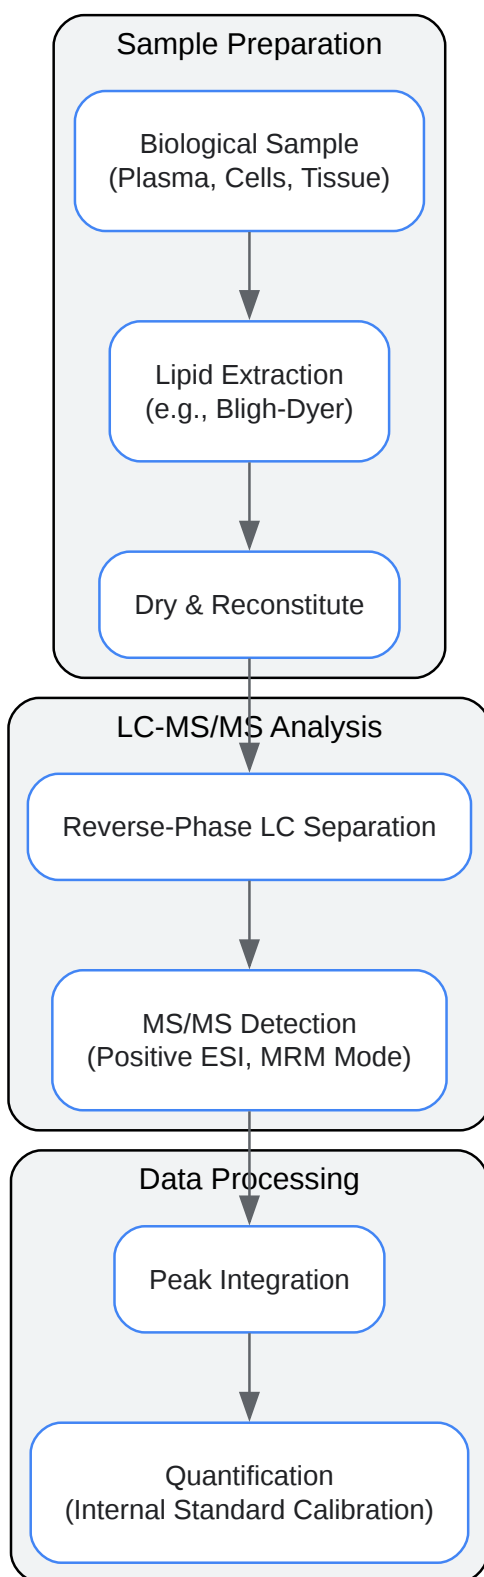 Sample Preparation
Biological Sample
(Plasma, Cells, Tissue)
Lipid Extraction
(e.g., Bligh-Dyer)
Dry & Reconstitute
LC-MS/MS Analysis
Reverse-Phase LC Separation
MS/MS Detection
(Positive ESI, MRM Mode)
Data Processing
Peak Integration
Quantification
(Internal Standard Calibration)